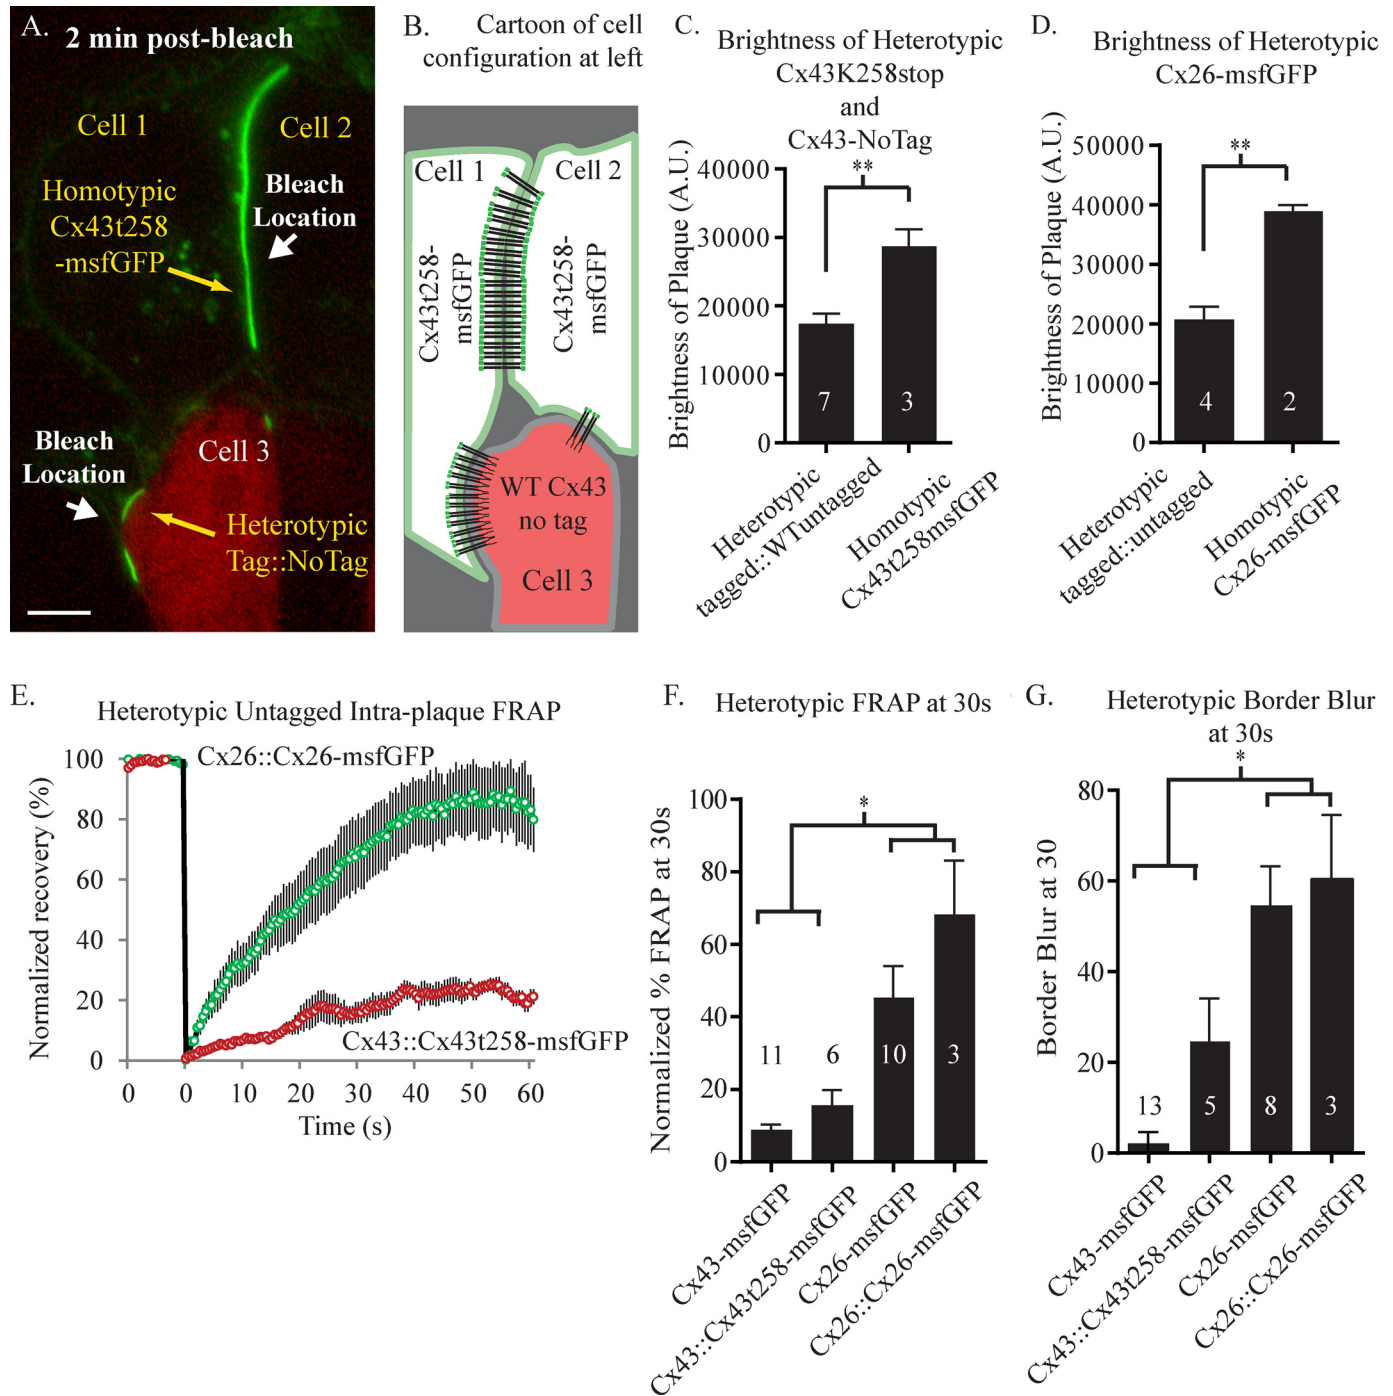 A.
2 min post-bleach
Cell 1
Cell 2
Homotypic
Cx43t258
-msfGFP
Bleach
Location
Bleach
Location
Cell 3
Heterotypic
Tag::NoTag
B.
Cartoon of cell
configuration at left
Cell 1
Cell 2
Cx43t258-
msfGFP
Cx43t258-
msfGFP
WT Cx43
no tag
Cell 3
C.
Brightness of Heterotypic
Cx43K258stop
and
Cx43-NoTag
Brightness of Plaque (A.U.)
40000
30000
20000
10000
0
**
7
3
Heterotypic
tagged::WTuntagged
Homotypic
Cx43t258msfGFP
D.
Brightness of Heterotypic
Cx26-msfGFP
Brightness of Plaque (A.U.)
50000
40000
30000
20000
10000
0
**
4
2
Heterotypic
tagged::untagged
Homotypic
Cx26-msfGFP
E.
Heterotypic Untagged Intra-plaque FRAP
Normalized recovery (%)
100
80
60
40
20
0
Cx26::Cx26-msfGFP
Cx43::Cx43t258-msfGFP
0 0 10 20 30 40 50 60
Time (s)
F.
Heterotypic FRAP at 30s
Normalized % FRAP at 30s
100
80
60
40
20
0
*
11
6
10
3
Cx43-msfGFP
Cx43::Cx43t258-msfGFP
Cx26-msfGFP
Cx26::Cx26-msfGFP
G.
Heterotypic Border Blur
at 30s
Border Blur at 30
80
60
40
20
0
*
13
5
8
3
Cx43-msfGFP
Cx43::Cx43t258-msfGFP
Cx26-msfGFP
Cx26::Cx26-msfGFP